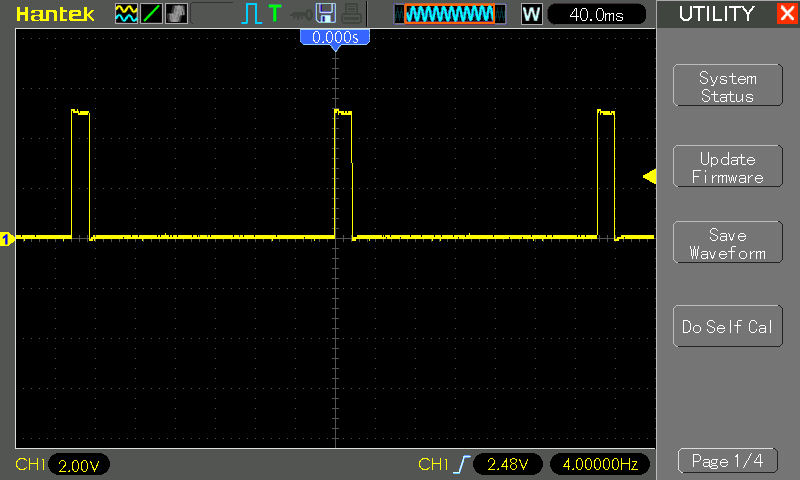 Hantek
T
W
40.0ms
UTILITY
0.000s
System
Status
Update
Firmware
1
Save
Waveform
Do Self Cal
CH1 2.00V
CH1 2.48V 4.00000Hz
Page 1/4